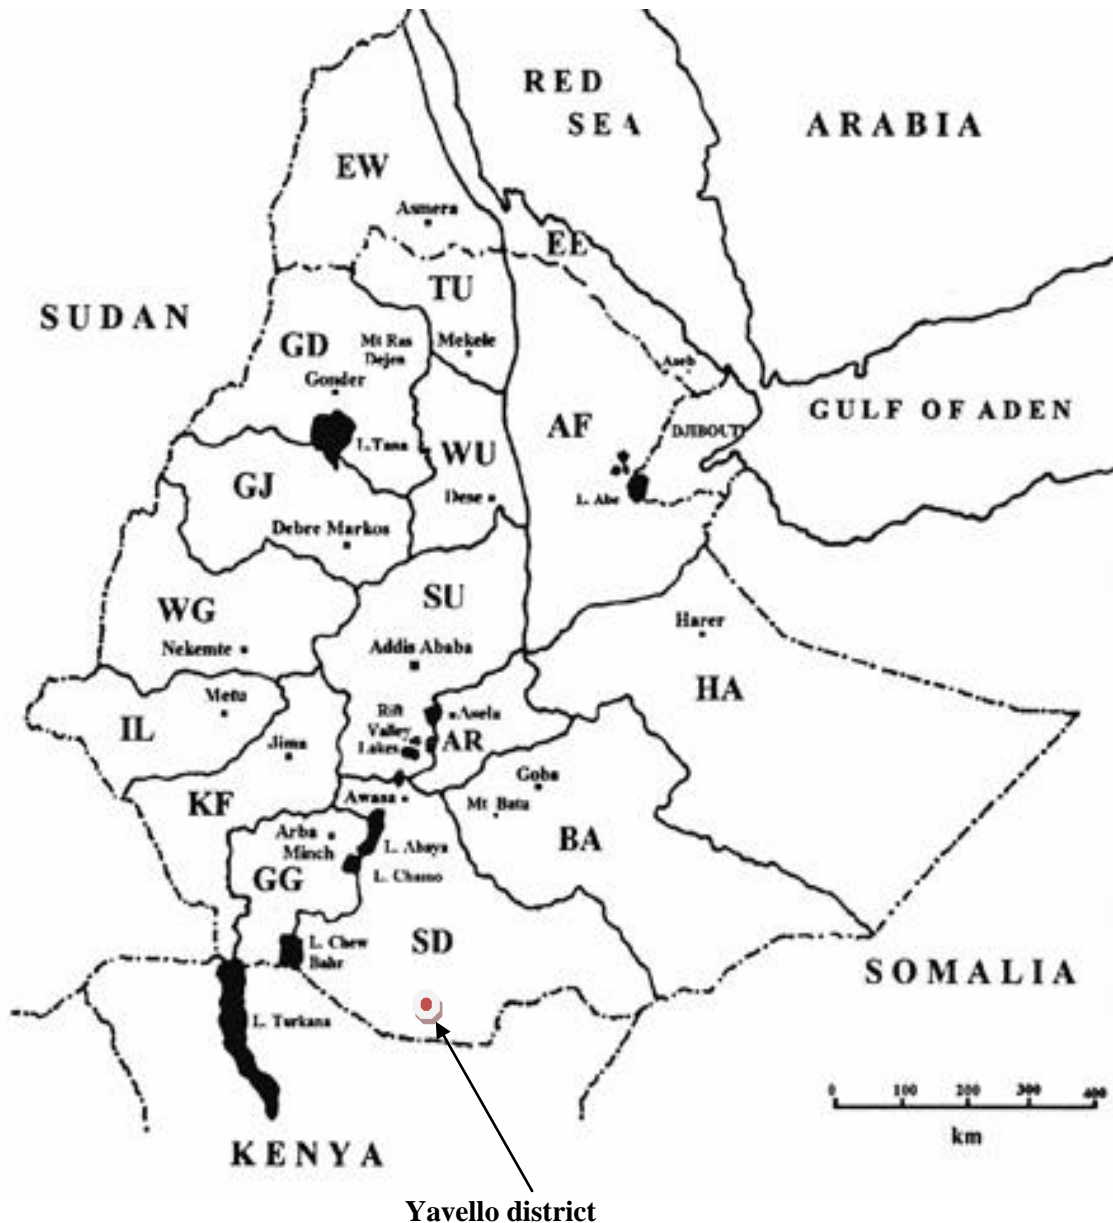 RED
SEA
ARABIA
EW
Asmera
EE
TU
SUDAN
GD
Mt Ras
Dejen
Mekele
Gonder
Aseb
GULF OF ADEN
AF
DJIBOUTI
L.Tana
WU
GJ
Dese
L. Abe
Debre Markos
SU
WG
Harer
Nekemte
Addis Ababa
HA
Metu
Rift
Valley
Lakes
Asela
IL
AR
Jima
Goba
KF
Awasa
Mt Batu
Arba
Minch
BA
L. Abaya
L. Chamo
GG
SD
L. Chew
Bahr
SOMALIA
L. Turkana
0 100 200 300 400
km
KENYA
Yavello district